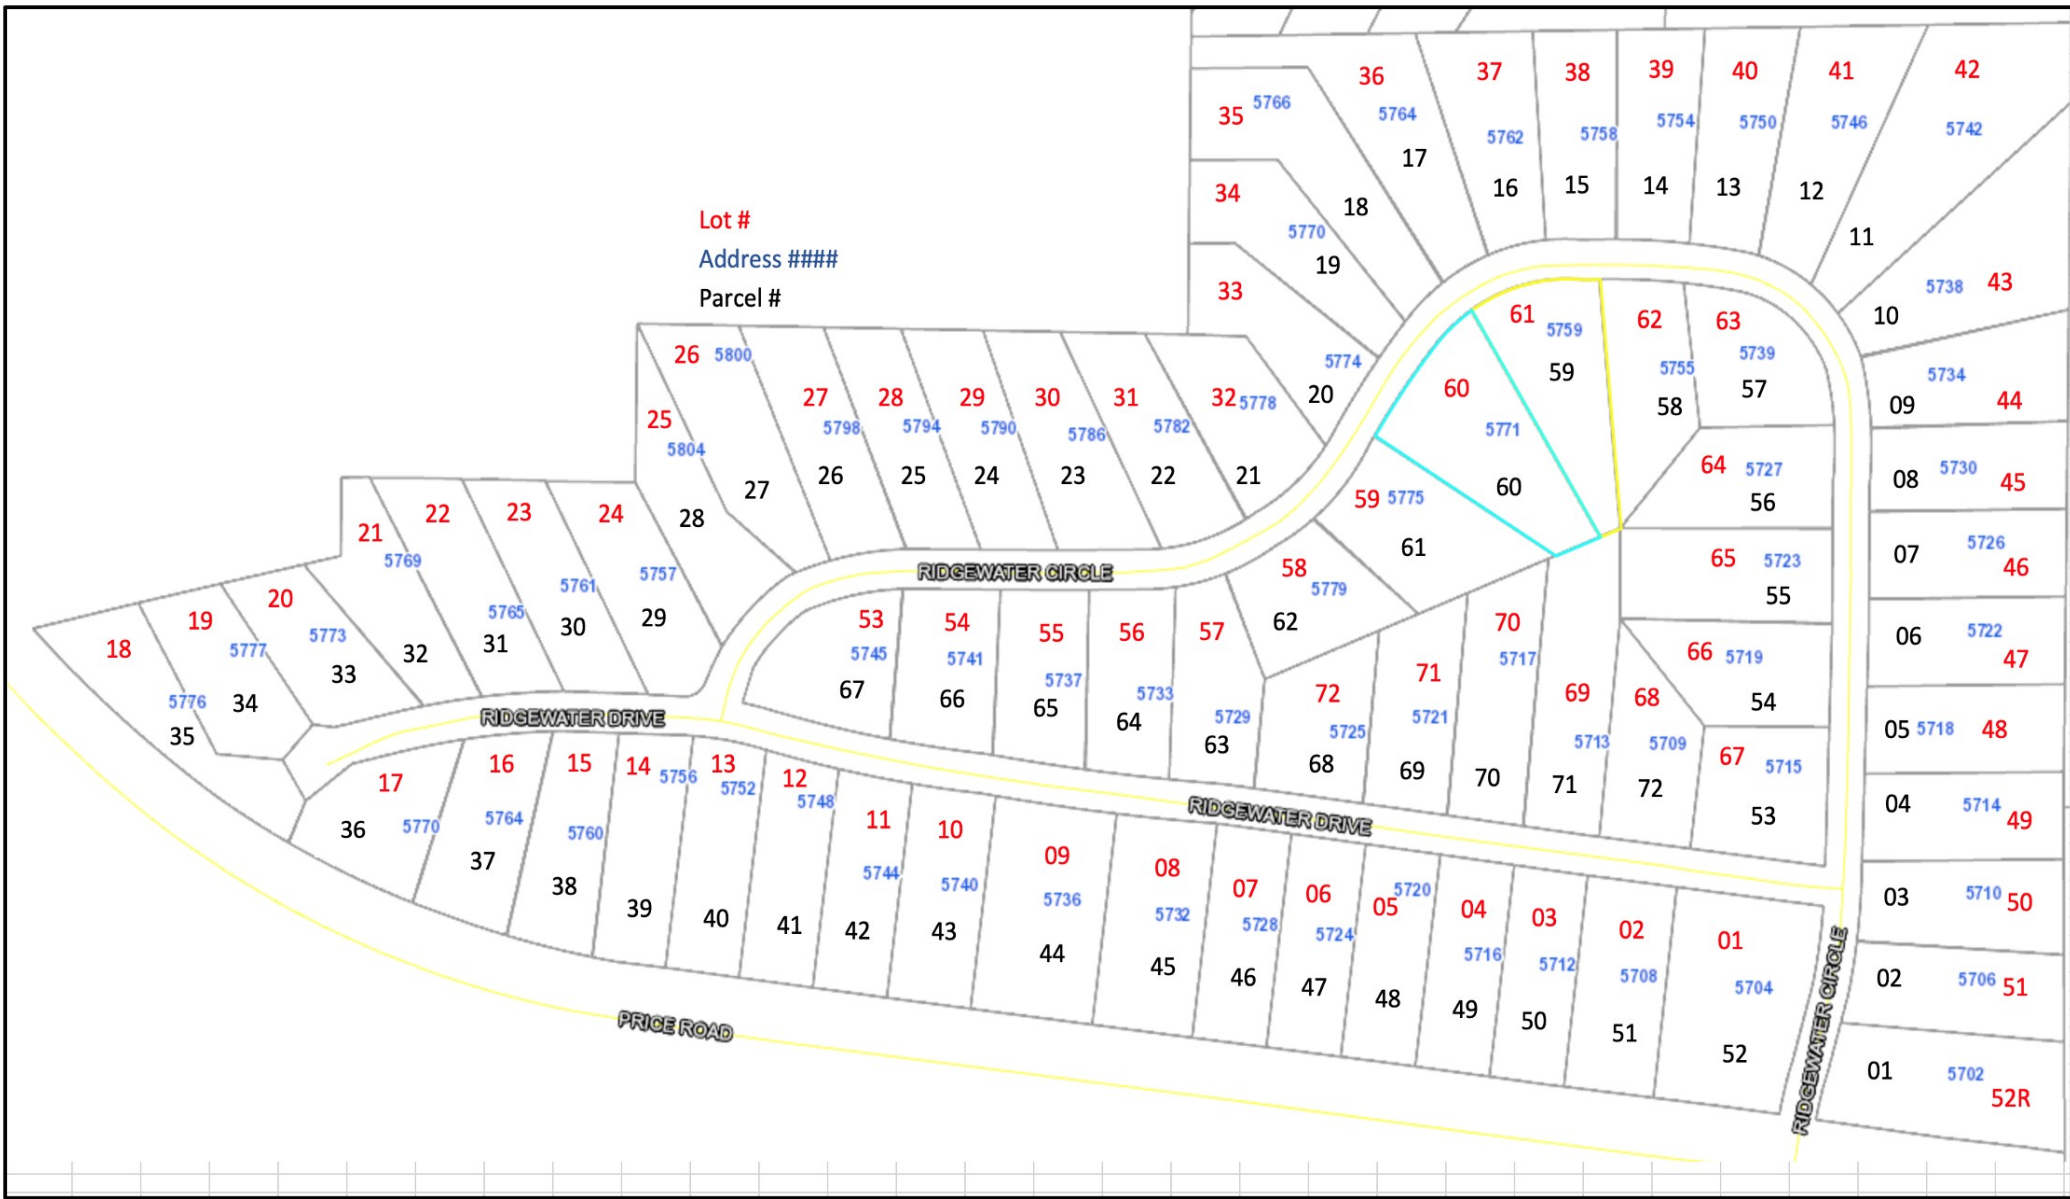 36 37 38 39 40 41 42
35 5766 5764 5762 5758 5754 5750 5746 5742
17 16 15 14 13 12 11
34 18 5770 19
Lot #
Address ####
Parcel #
33 5738 43 10
61 5759 59 62 5755 58 63 5739 57
5774 20 60 5771 60
5734 44 09
26 5800 27 28 29 30 31 32 5778
25 5804 5798 5794 5790 5786 5782
28 27 26 25 24 23 22 21
64 5727 56 08 5730 45
59 5775 61
21 22 23 24
5769 5765 5761 5757
32 31 30 29
RIDGEWATER CIRCLE
58 5779 62
65 5723 55 07 5726 46
18 19 20
5776 5777 5773
35 34 33
53 54 55 56 57
5745 5741 5737 5733 5729
67 66 65 64 63
72 71 70 69 68
5725 5721 5717 5713 5709
68 69 70 71 72
66 5719 54 06 5722 47
67 5715 53 05 5718 48
RIDGEWATER DRIVE
RIDGEWATER DRIVE
04 5714 49
17 16 15 14 13 12 11 10 09 08 07 06 05 04 03 02 01
5770 5764 5760 5756 5752 5748 5744 5740 5736 5732 5728 5724 5720 5716 5712 5708 5704
36 37 38 39 40 41 42 43 44 45 46 47 48 49 50 51 52
03 5710 50
02 5706 51
01 5702 52R
RIDGEWATER CIRCLE
PRICE ROAD